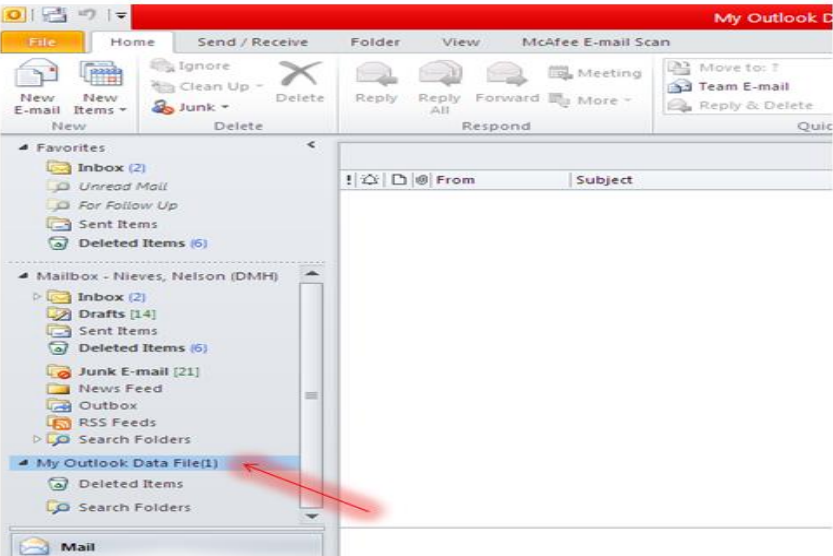 My Outlook D
File Home Send / Receive Folder View McAfee E-mail Scan
New E-mail
New Items
New
Ignore
Clean Up
Junk
Delete
Delete
Reply
Reply All
Forward
Meeting
More
Respond
Move to: ?
Team E-mail
Reply & Delete
Quic
Favorites
Inbox (2)
Unread Mail
For Follow Up
Sent Items
Deleted Items (6)
! From Subject
Mailbox - Nieves, Nelson (DMH)
Inbox (2)
Drafts [14]
Sent Items
Deleted Items (6)
Junk E-mail [21]
News Feed
Outbox
RSS Feeds
Search Folders
My Outlook Data File(1)
Deleted Items
Search Folders
Mail